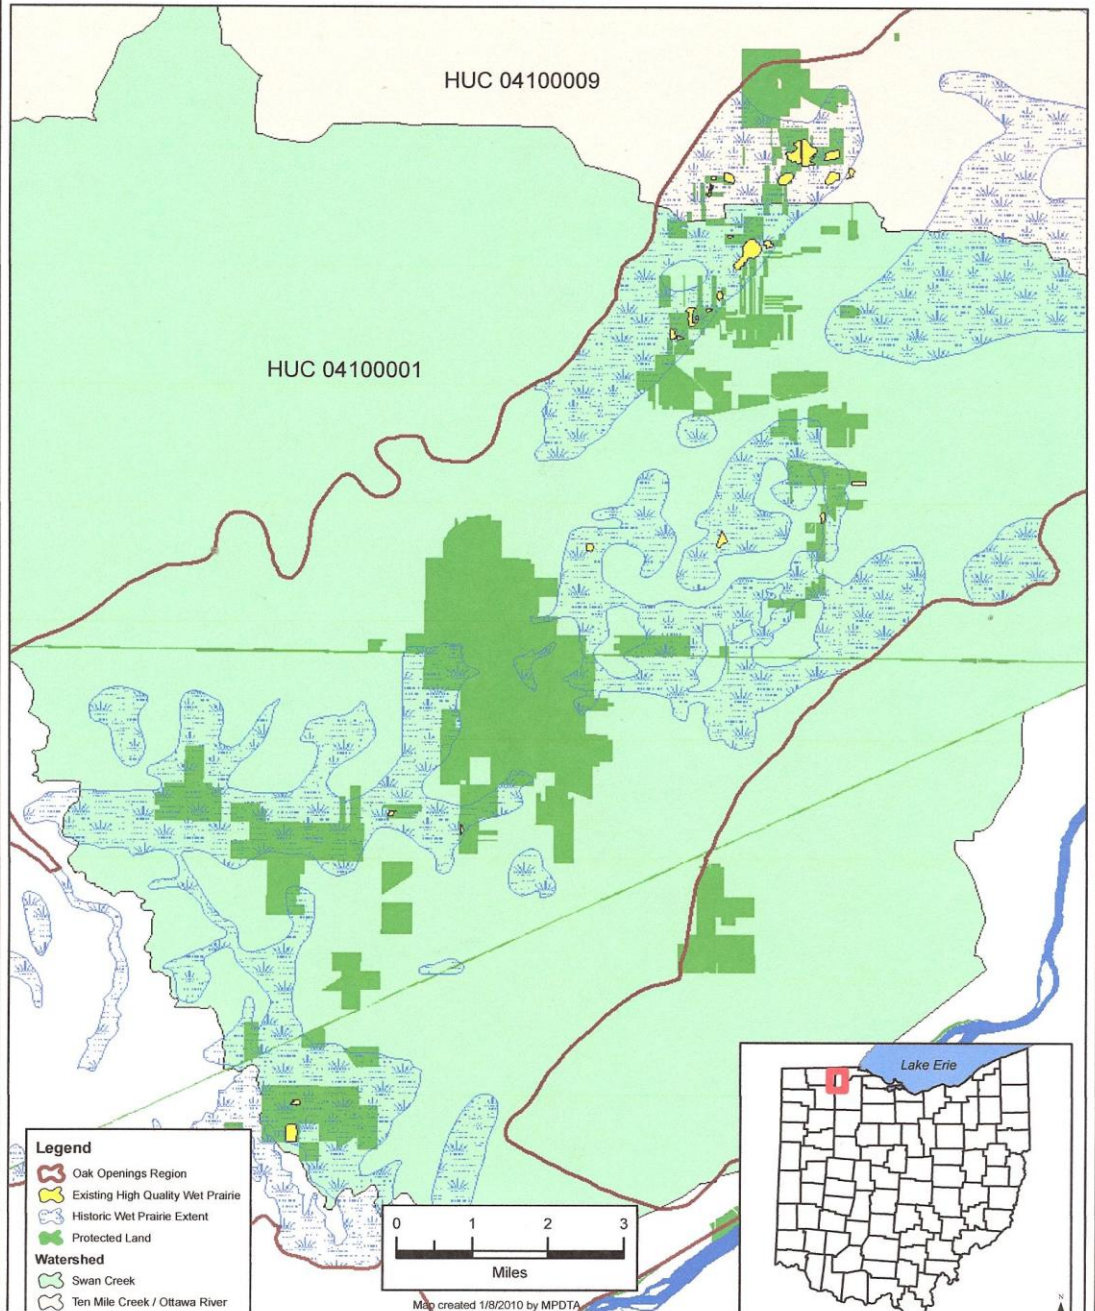 HUC 04100009
HUC 04100001
Lake Erie
Legend
Oak Openings Region
Existing High Quality Wet Prairie
Historic Wet Prairie Extent
Protected Land
Watershed
Swan Creek
Ten Mile Creek / Ottawa River
0 1 2 3
Miles
Map created 1/8/2010 by MPDTA
N